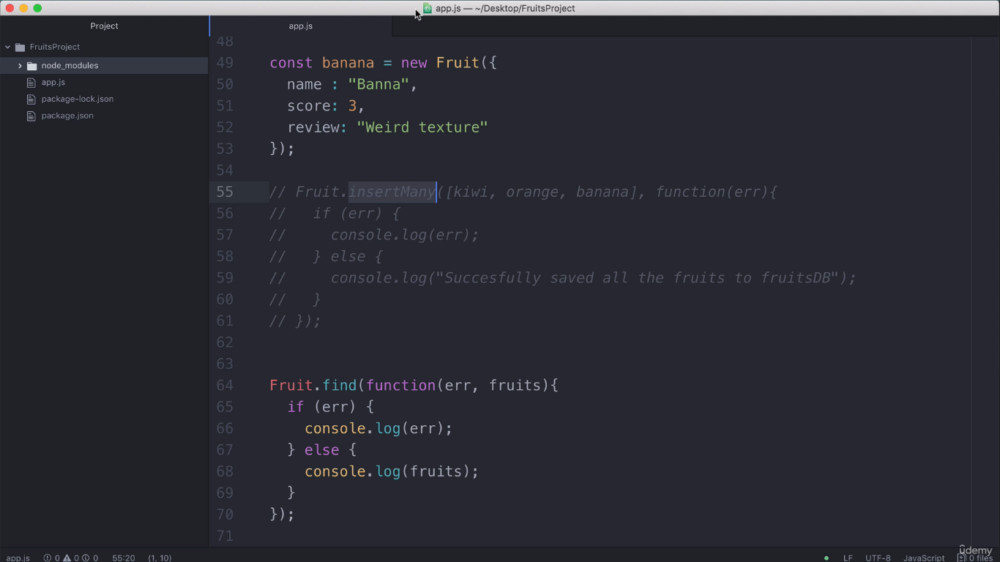 app.js — ~/Desktop/FruitsProject
Project
app.js
FruitsProject
node_modules
app.js
package-lock.json
package.json
48
49 const banana = new Fruit({
50 name : "Banna",
51 score: 3,
52 review: "Weird texture"
53 });
54
55 // Fruit.insertMany([kiwi, orange, banana], function(err){
56 // if (err) {
57 // console.log(err);
58 // } else {
59 // console.log("Succesfully saved all the fruits to fruitsDB");
60 // }
61 // });
62
63
64 Fruit.find(function(err, fruits){
65 if (err) {
66 console.log(err);
67 } else {
68 console.log(fruits);
69 }
70 });
71
app.js 0 0 0 55:20 (1, 10) LF UTF-8 JavaScript 0 files
udemy